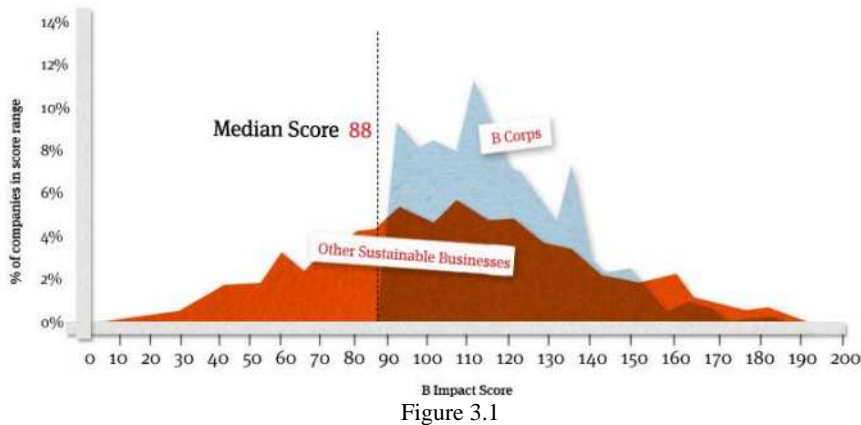 14%
12%
10%
8%
6%
4%
2%
0%
% of companies in score range
Median Score 88
B Corps
Other Sustainable Businesses
0 10 20 30 40 50 60 70 80 90 100 110 120 130 140 150 160 170 180 190 200
B Impact Score
Figure 3.1